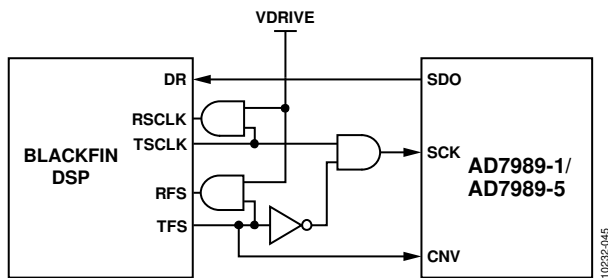 VDRIVE
DR
SDO
RSCLK
TSCLK
BLACKFIN
DSP
SCK
AD7989-1/
AD7989-5
RFS
TFS
CNV
10232-045